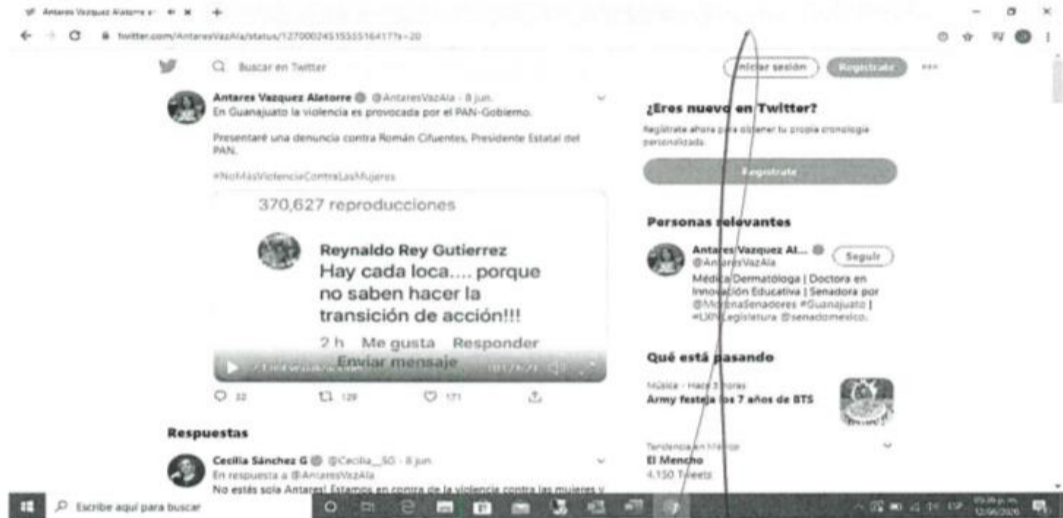 Antares Vazquez Alatorre e
twitter.com/AntaresVazAla/status/1270002451555516417?s=20
Buscar en Twitter
Iniciar sesión
Regístrate
Antares Vazquez Alatorre @AntaresVazAla · 8 jun.
En Guanajuato la violencia es provocada por el PAN-Gobierno.
Presentaré una denuncia contra Román Cifuentes, Presidente Estatal del
PAN.
#NoMásViolenciaContraLasMujeres
370,627 reproducciones
Reynaldo Rey Gutierrez
Hay cada loca.... porque
no saben hacer la
transición de acción!!!
2 h Me gusta Responder
Enviar mensaje
32
129
171
Respuestas
Cecilia Sánchez G @Cecilia__SG · 8 jun.
En respuesta a @AntaresVazAla
No estás sola Antares! Estamos en contra de la violencia contra las mujeres y
¿Eres nuevo en Twitter?
Regístrate ahora para obtener tu propia cronología
personalizada.
Regístrate
Personas relevantes
Antares Vazquez Al...
@AntaresVazAla
Seguir
Médica Dermatóloga | Doctora en
Innovación Educativa | Senadora por
@MorenaSenadores #Guanajuato |
#LXIVLegislatura @senadomexico.
Qué está pasando
Música · Hace 3 horas
Army festeja los 7 años de BTS
Tendencia en México
El Mencho
4.150 Tweets
Escribe aquí para buscar
ESP
05:36 p. m.
12/06/2020